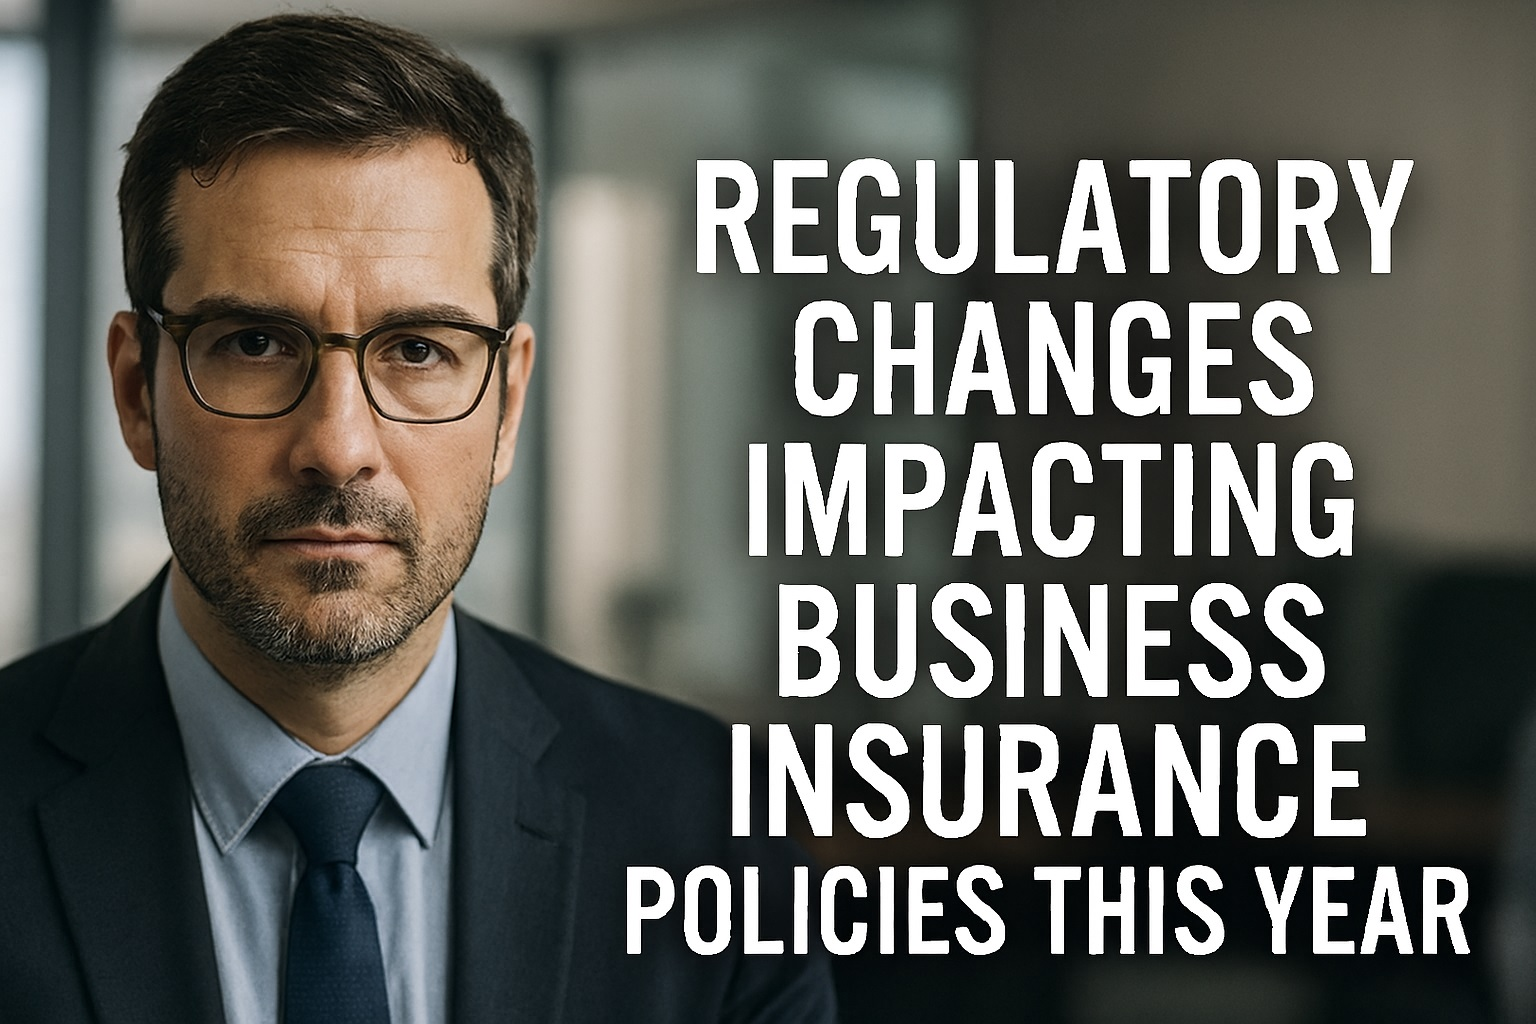 REGULATORY
CHANGES
IMPACTING
BUSINESS
INSURANCE
POLICIES THIS YEAR